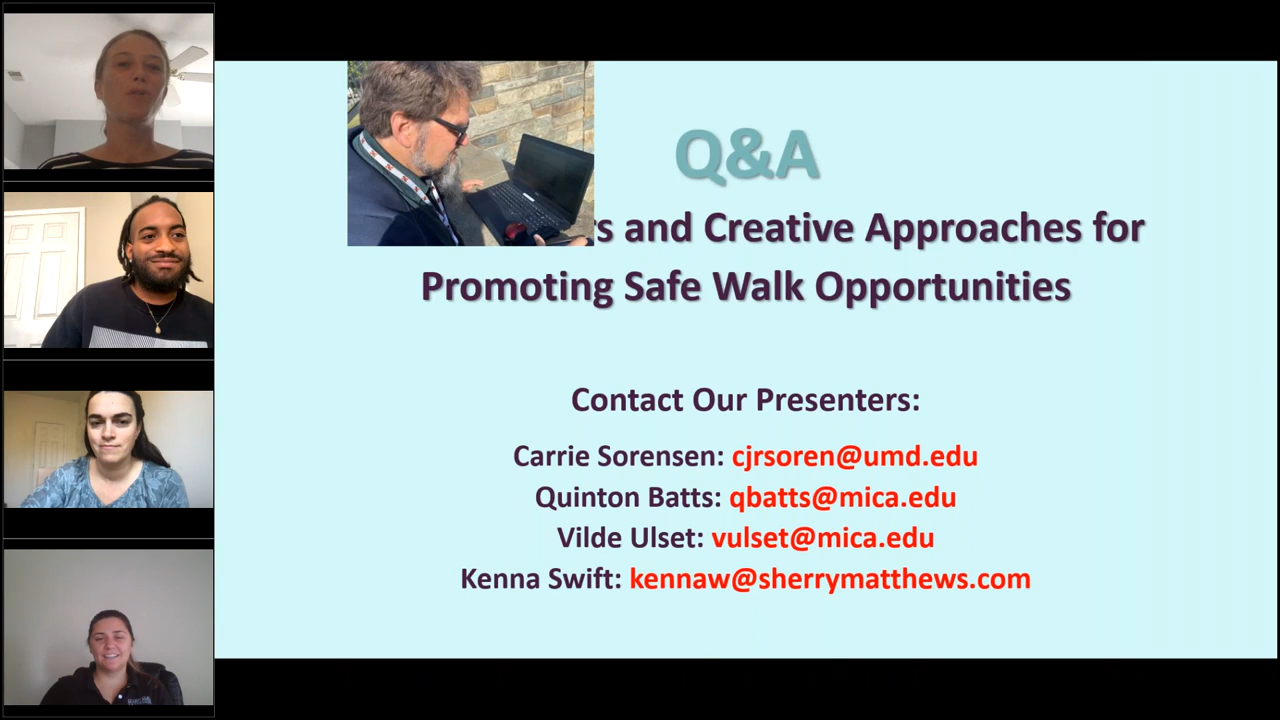 Q&A
s and Creative Approaches for
Promoting Safe Walk Opportunities
Contact Our Presenters:
Carrie Sorensen: cjrsoren@umd.edu
Quinton Batts: qbatts@mica.edu
Vilde Ulset: vulset@mica.edu
Kenna Swift: kennaw@sherrymatthews.com